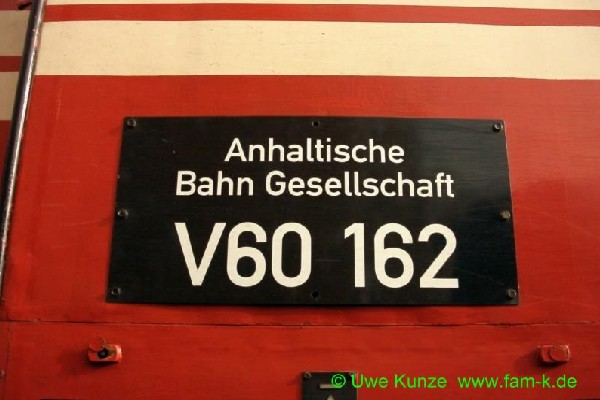 Anhaltische
Bahn Gesellschaft
V60 162
© Uwe Kunze www.fam-k.de